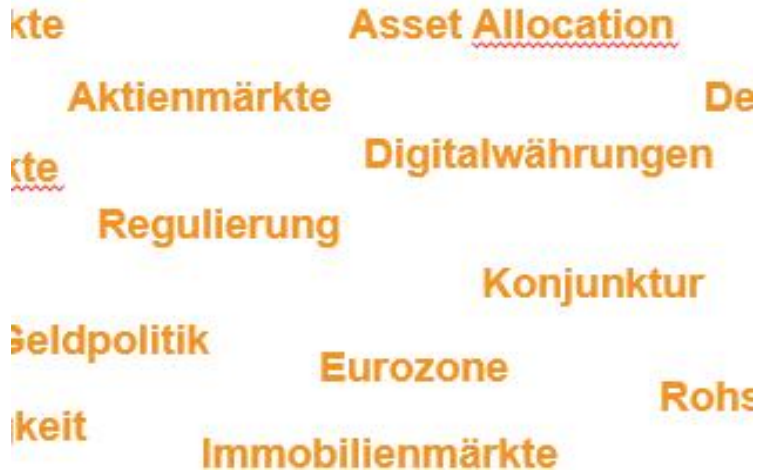 kte Asset Allocation
Aktienmärkte De
kte Digitalwährungen
Regulierung
Konjunktur
Geldpolitik
Eurozone
Rohs
keit
Immobilienmärkte